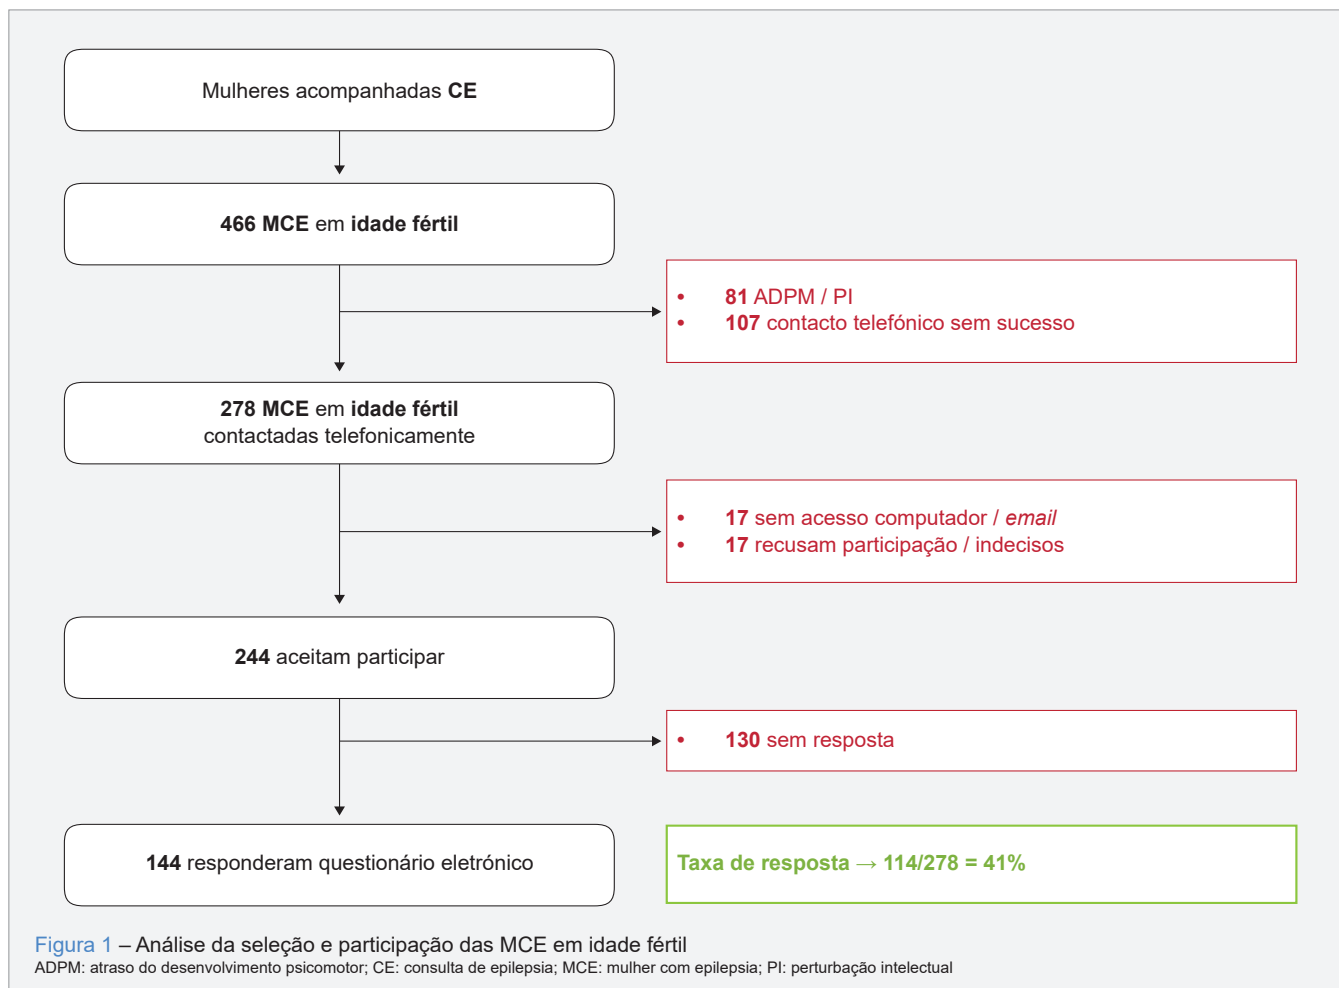 Mulheres acompanhadas CE
466 MCE em idade fértil
• 81 ADPM / PI
• 107 contacto telefónico sem sucesso
278 MCE em idade fértil
contactadas telefonicamente
• 17 sem acesso computador / email
• 17 recusam participação / indecisos
244 aceitam participar
• 130 sem resposta
144 responderam questionário eletrónico
Taxa de resposta → 114/278 = 41%
Figura 1 – Análise da seleção e participação das MCE em idade fértil
ADPM: atraso do desenvolvimento psicomotor; CE: consulta de epilepsia; MCE: mulher com epilepsia; PI: perturbação intelectual